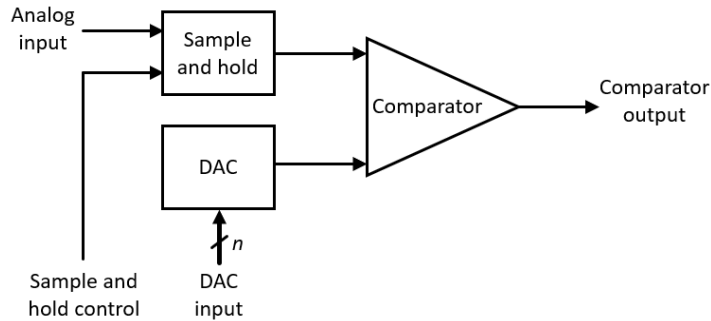 Analog
input
Sample
and hold
Comparator
Comparator
output
DAC
n
Sample and
hold control
DAC
input